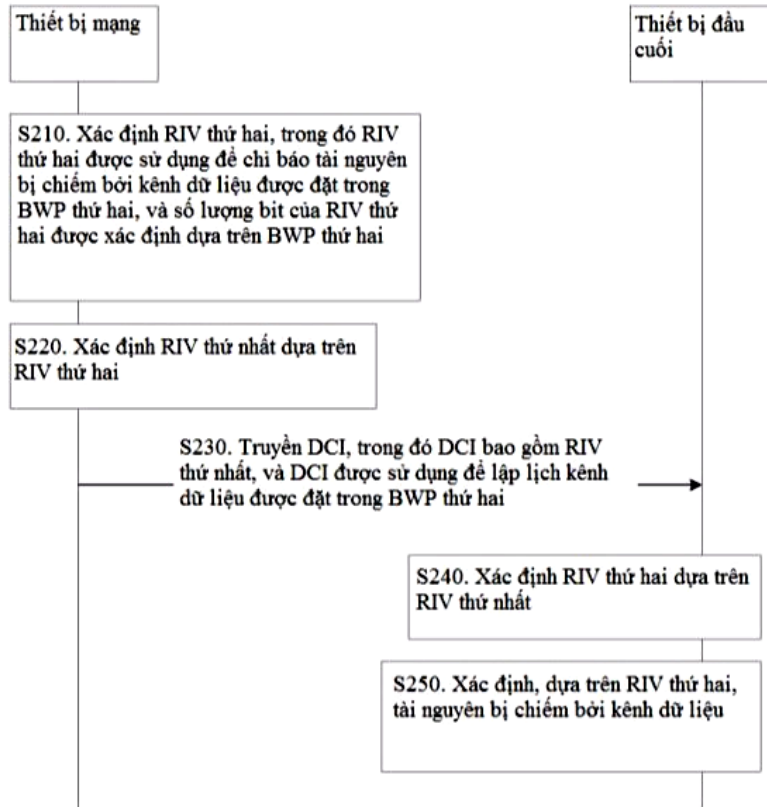 Thiết bị mạng
Thiết bị đầu
cuối
S210. Xác định RIV thứ hai, trong đó RIV
thứ hai được sử dụng để chỉ báo tài nguyên
bị chiếm bởi kênh dữ liệu được đặt trong
BWP thứ hai, và số lượng bit của RIV thứ
hai được xác định dựa trên BWP thứ hai
S220. Xác định RIV thứ nhất dựa trên
RIV thứ hai
S230. Truyền DCI, trong đó DCI bao gồm RIV
thứ nhất, và DCI được sử dụng để lập lịch kênh
dữ liệu được đặt trong BWP thứ hai
S240. Xác định RIV thứ hai dựa trên
RIV thứ nhất
S250. Xác định, dựa trên RIV thứ hai,
tài nguyên bị chiếm bởi kênh dữ liệu